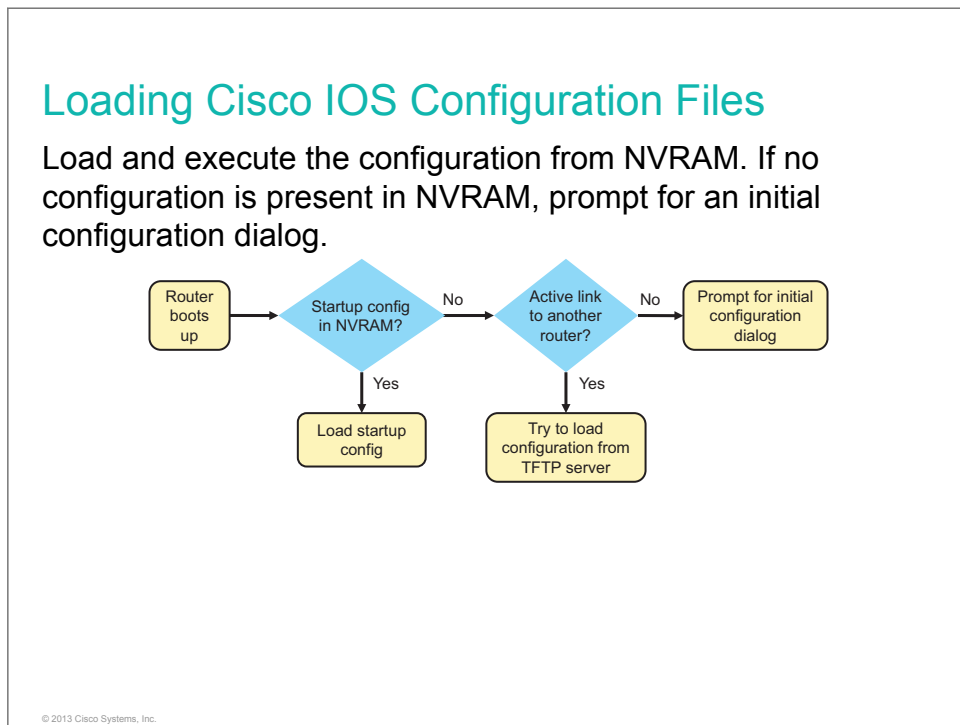 Loading Cisco IOS Configuration Files
Load and execute the configuration from NVRAM. If no
configuration is present in NVRAM, prompt for an initial
configuration dialog.
Router
boots
up
Startup config
in NVRAM?
No
Active link
to another
router?
No
Prompt for initial
configuration
dialog
Yes
Yes
Load startup
config
Try to load
configuration from
TFTP server
© 2013 Cisco Systems, Inc.